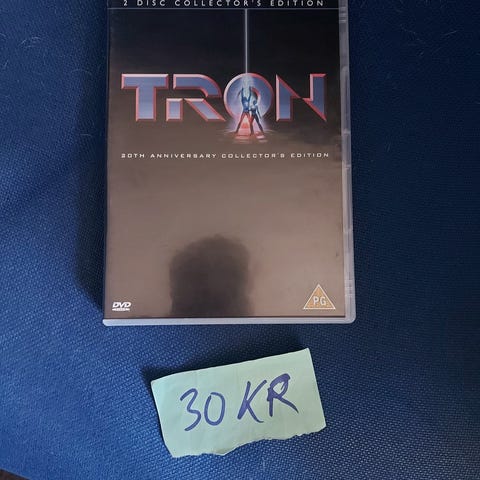 2 DISC COLLECTOR'S EDITION
TRON
20TH ANNIVERSARY COLLECTOR'S EDITION
DVD
PG
30 KR